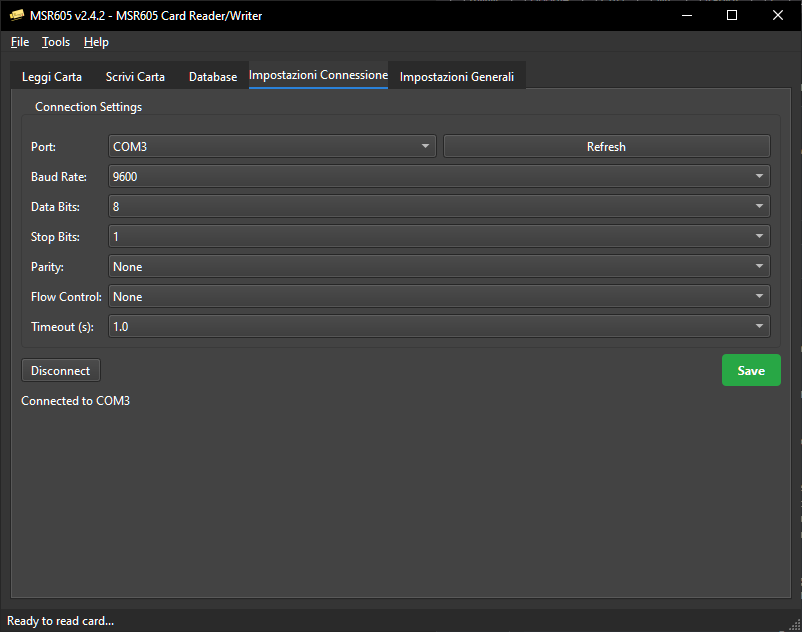 MSR605 v2.4.2 - MSR605 Card Reader/Writer
File Tools Help
Leggi Carta Scrivi Carta Database Impostazioni Connessione Impostazioni Generali
Connection Settings
Port: COM3 Refresh
Baud Rate: 9600
Data Bits: 8
Stop Bits: 1
Parity: None
Flow Control: None
Timeout (s): 1.0
Disconnect Save
Connected to COM3
Ready to read card...